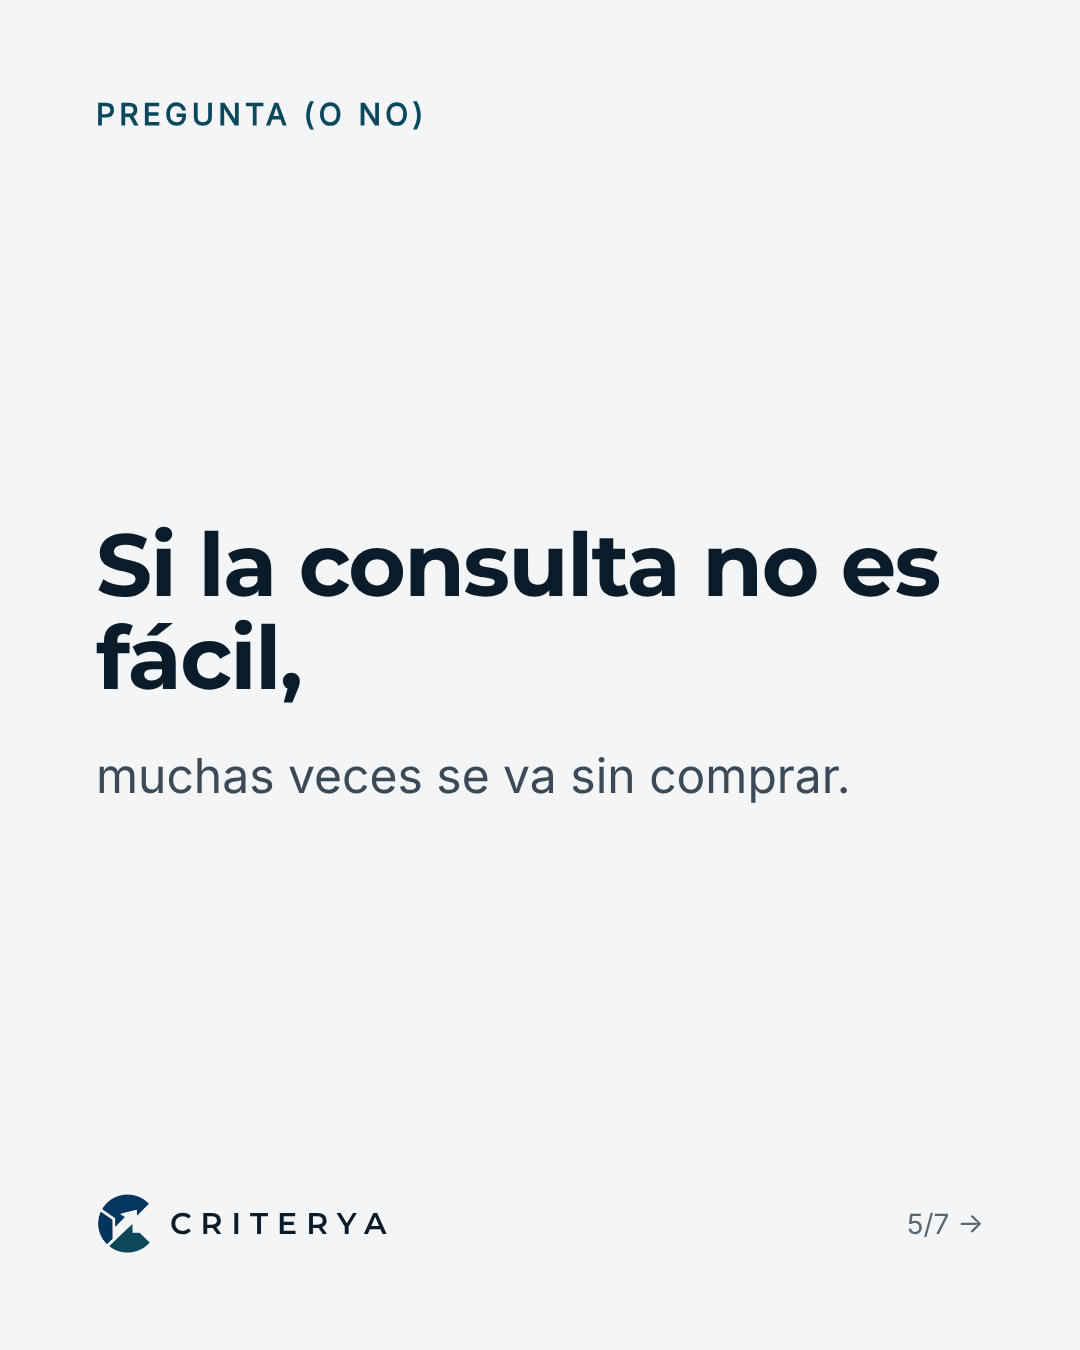 PREGUNTA (O NO)
Si la consulta no es
fácil,
muchas veces se va sin comprar.
CRITERYA
5/7 →